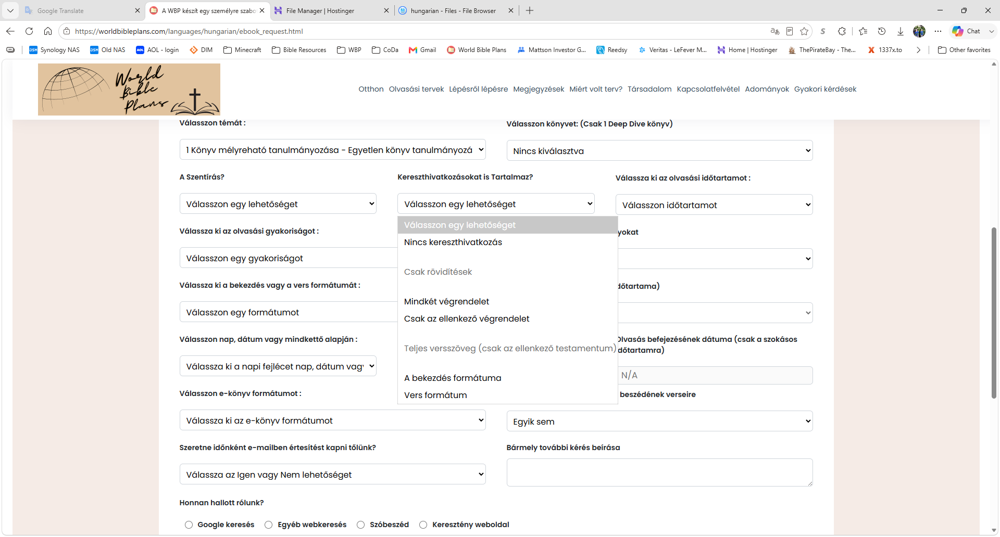 Google Translate
A WBP készít egy személyre szabo
File Manager | Hostinger
hungarian - Files - File Browser
https://worldbibleplans.com/languages/hungarian/ebook_request.html
Chat
Synology NAS
Old NAS
AOL - login
DIM
Minecraft
Bible Resources
WBP
CoDa
Gmail
World Bible Plans
Mattson Investor G...
Reedsy
Veritas - LeFever M...
Home | Hostinger
ThePirateBay - The...
1337x.to
Other favorites
World
Bible
Plans
Otthon Olvasási tervek Lépésről lépésre Megjegyzések Miért volt terv? Társadalom Kapcsolatfelvétel Adományok Gyakori kérdések
Válasszon témát :
Válasszon könyvet: (Csak 1 Deep Dive könyv)
1 Könyv mélyreható tanulmányozása - Egyetlen könyv tanulmányozá
Nincs kiválasztva
A Szentírás?
Kereszthivatkozásokat is Tartalmaz?
Válassza ki az olvasási időtartamot :
Válasszon egy lehetőséget
Válasszon egy lehetőséget
Válasszon időtartamot
Válasszon egy lehetőséget
Nincs kereszthivatkozás
Csak rövidítések
Mindkét végrendelet
Csak az ellenkező végrendelet
Teljes versszöveg (csak az ellenkező testamentum)
A bekezdés formátuma
Vers formátum
Válassza ki az olvasási gyakoriságot :
yokat
Válasszon egy gyakoriságot
Válassza ki a bekezdés vagy a vers formátumát :
dőtartama)
Válasszon egy formátumot
Válasszon nap, dátum vagy mindkettő alapján :
Olvasás befejezésének dátuma (csak a szokásos
dőtartamra)
Válassza ki a napi fejlécet nap, dátum vagy
N/A
Válasszon e-könyv formátumot :
beszédének verseire
Válassza ki az e-könyv formátumot
Egyik sem
Szeretne időnként e-mailben értesítést kapni tőlünk?
Bármely további kérés beírása
Válassza az Igen vagy Nem lehetőséget
Honnan hallott rólunk?
Google keresés
Egyéb webkeresés
Szóbeszéd
Keresztény weboldal